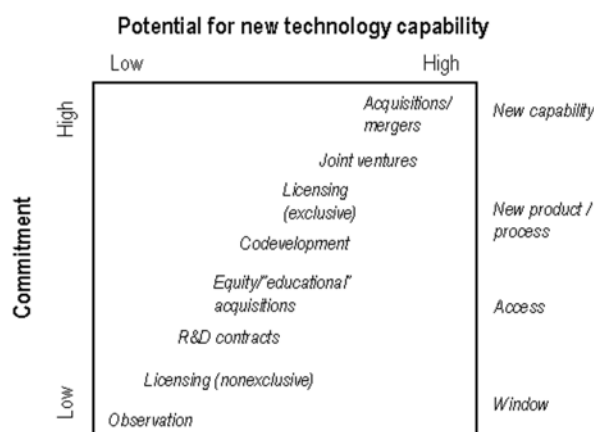 Potential for new technology capability
Low High
High
Commitment
Low
Acquisitions/
mergers
New capability
Joint ventures
Licensing
(exclusive)
New product /
process
Codevelopment
Equity/"educational"
acquisitions
Access
R&D contracts
Licensing (nonexclusive)
Window
Observation